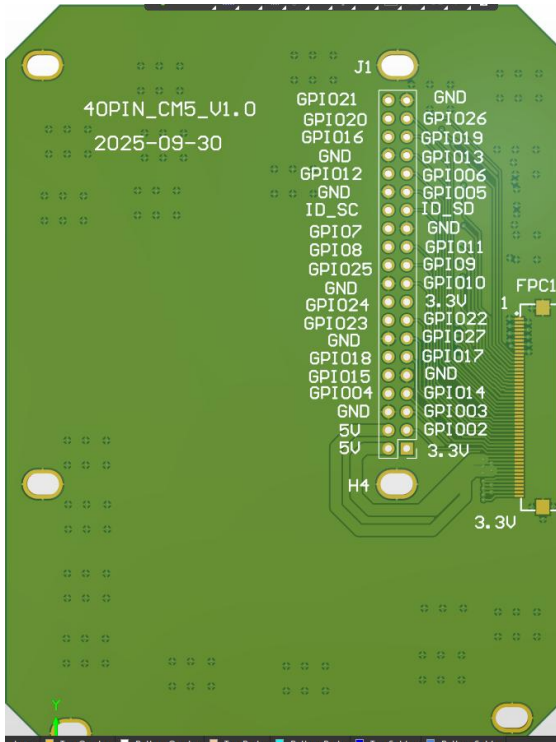 J1
40PIN_CM5_V1.0
2025-09-30
GPIO21 GND
GPIO20 GPIO26
GPIO16 GPIO19
GND GPIO13
GPIO12 GPIO06
GND GPIO05
ID_SC ID_SD
GPIO7 GND
GPIO8 GPIO11
GPIO25 GPIO9
GND GPIO10
GPIO24 3.3V
GPIO23 GPIO22
GND GPIO27
GPIO18 GPIO17
GPIO15 GND
GPIO04 GPIO14
GND GPIO03
5V GPIO02
5V 3.3V
FPC1
1
H4
3.3V
Y